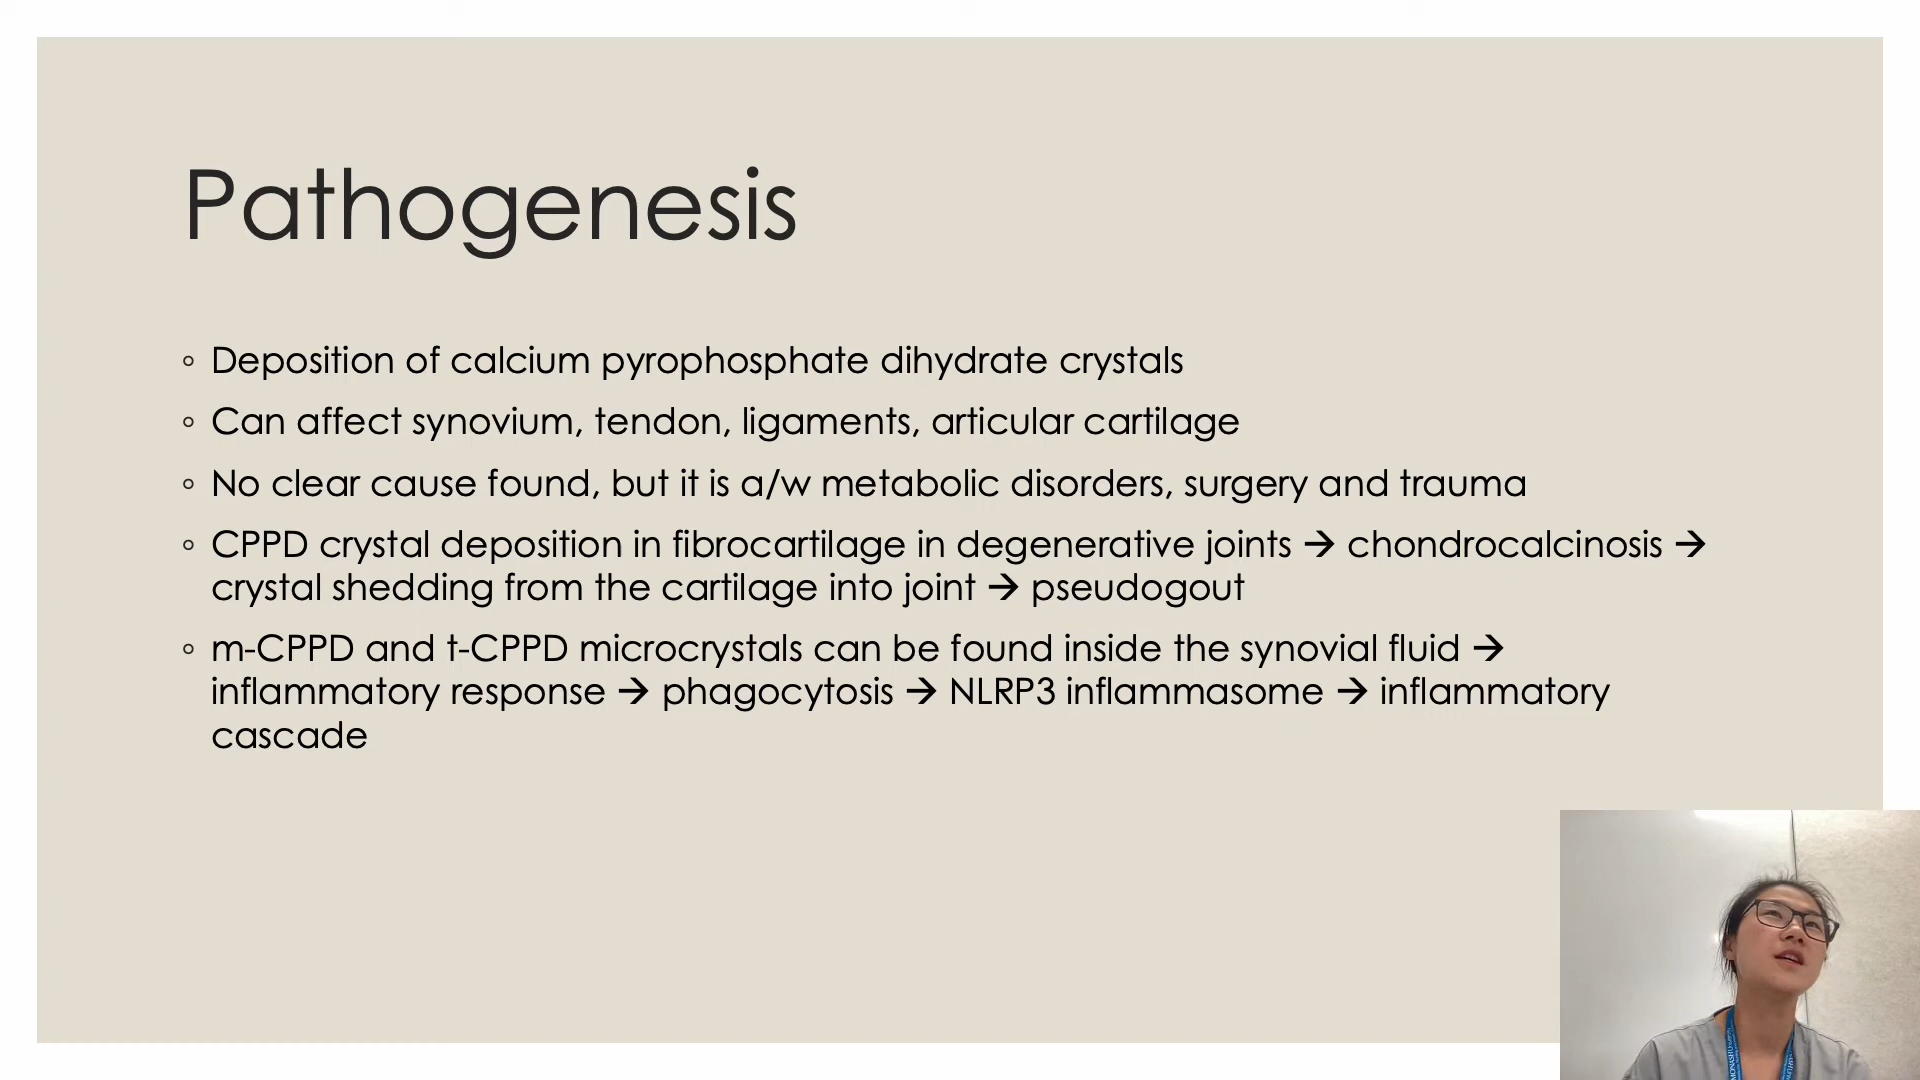 Pathogenesis
◦ Deposition of calcium pyrophosphate dihydrate crystals
◦ Can affect synovium, tendon, ligaments, articular cartilage
◦ No clear cause found, but it is a/w metabolic disorders, surgery and trauma
◦ CPPD crystal deposition in fibrocartilage in degenerative joints → chondrocalcinosis →
crystal shedding from the cartilage into joint → pseudogout
◦ m-CPPD and t-CPPD microcrystals can be found inside the synovial fluid →
inflammatory response → phagocytosis → NLRP3 inflammasome → inflammatory
cascade